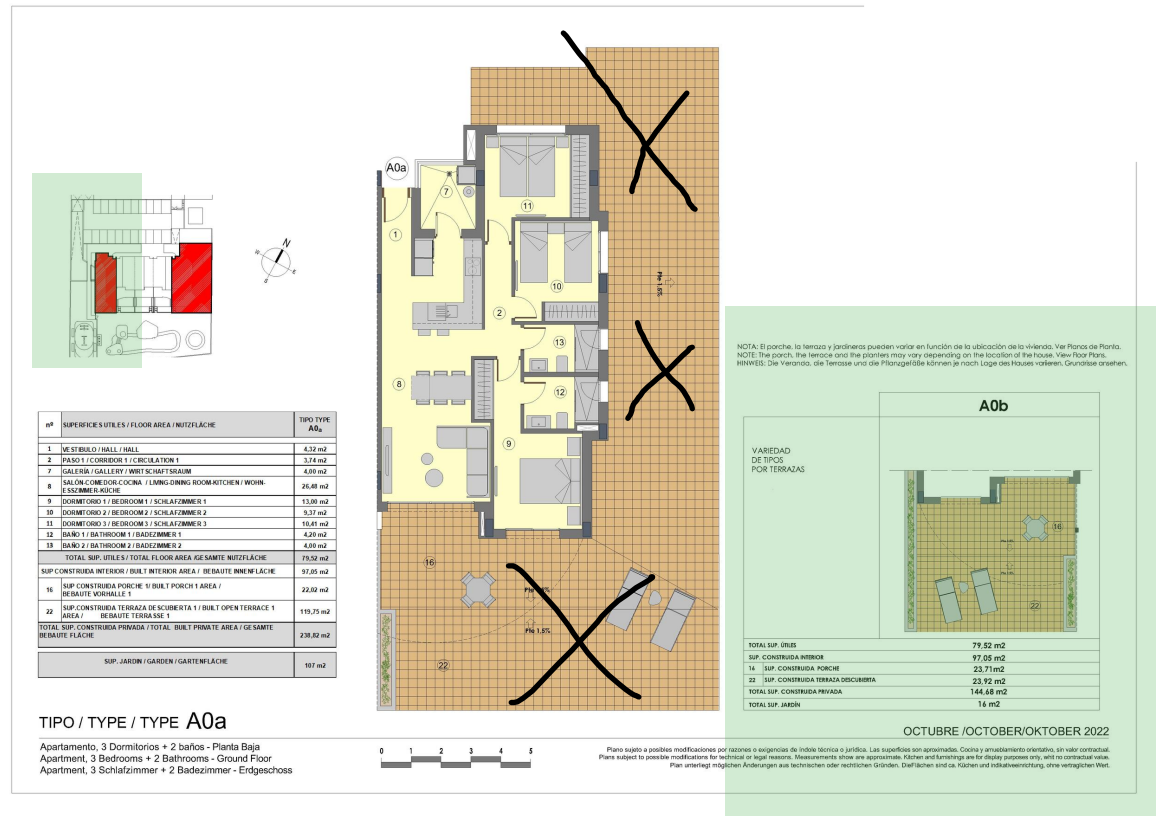 A0a
7
11
1
10
2
13
12
8
9
16
22
Pte 1.5%
Pte 1.5%
N
E
S
nº SUPERFICIES UTILES / FLOOR AREA / NUTZFLÄCHE TIPO TYPE A0a
1 VESTIBULO / HALL / HALL 4,32 m2
2 PASO 1 / CORRIDOR 1 / CIRCULATION 1 3,74 m2
7 GALERÍA / GALLERY / WIRTSCHAFTSRAUM 4,00 m2
8 SALÓN-COMEDOR-COCINA / LIVING-DINING ROOM-KITCHEN / WOHN-
ESSZIMMER-KÜCHE 26,48 m2
9 DORMITORIO 1 / BEDROOM 1 / SCHLAFZIMMER 1 13,00 m2
10 DORMITORIO 2 / BEDROOM 2 / SCHLAFZIMMER 2 9,37 m2
11 DORMITORIO 3 / BEDROOM 3 / SCHLAFZIMMER 3 10,41 m2
12 BAÑO 1 / BATHROOM 1 / BADEZIMMER 1 4,20 m2
13 BAÑO 2 / BATHROOM 2 / BADEZIMMER 2 4,00 m2
TOTAL SUP. UTILES / TOTAL FLOOR AREA /GESAMTE NUTZFLÄCHE 79,52 m2
SUP CONSTRUIDA INTERIOR / BUILT INTERIOR AREA / BEBAUTE INNENFLÄCHE 97,05 m2
16 SUP CONSTRUIDA PORCHE 1/ BUILT PORCH 1 AREA /
BEBAUTE VORHALLE 1 22,02 m2
22 SUP.CONSTRUIDA TERRAZA DESCUBIERTA 1 / BUILT OPEN TERRACE 1
AREA / BEBAUTE TERRASSE 1 119,75 m2
TOTAL SUP. CONSTRUIDA PRIVADA / TOTAL BUILT PRIVATE AREA / GESAMTE
BEBAUTE FLÄCHE 238,82 m2
SUP. JARDIN / GARDEN / GARTENFLÄCHE 107 m2
NOTA: El porche, la terraza y jardineros pueden variar en función de la ubicación de la vivienda. Ver Planos de Planta.
NOTE: The porch, the terrace and the planters may vary depending on the location of the house. View Floor Plans.
HINWEIS: Die Veranda, die Terrasse und die Pflanzgefäße können je nach Lage des Hauses variieren. Grundrisse ansehen.
A0b
VARIEDAD
DE TIPOS
POR TERRAZAS
16
22
TOTAL SUP. ÚTILES 79,52 m2
SUP. CONSTRUIDA INTERIOR 97,05 m2
16 SUP. CONSTRUIDA PORCHE 23,71m2
22 SUP. CONSTRUIDA TERRAZA DESCUBIERTA 23,92 m2
TOTAL SUP. CONSTRUIDA PRIVADA 144,68 m2
TOTAL SUP. JARDÍN 16 m2
TIPO / TYPE / TYPE A0a
Apartamento, 3 Dormitorios + 2 baños - Planta Baja
Apartment, 3 Bedrooms + 2 Bathrooms - Ground Floor
Apartment, 3 Schlafzimmer + 2 Badezimmer - Erdgeschoss
0 1 2 3 4 5
OCTUBRE /OCTOBER/OKTOBER 2022
Plano sujeto a posibles modificaciones por razones o exigencias de índole técnica o jurídica. Las superficies son aproximadas. Cocina y amueblamiento orientativo, sin valor contractual.
Plans subject to possible modifications for technical or legal reasons. Measurements show are approximate. Kitchen and furnishings are for display purposes only, whit no contractual value.
Plan unterliegt möglichen Änderungen aus technischen oder rechtlichen Gründen. DieFlächen sind ca. Küchen und indikativeeinrichtung, ohne vertraglichen Wert.